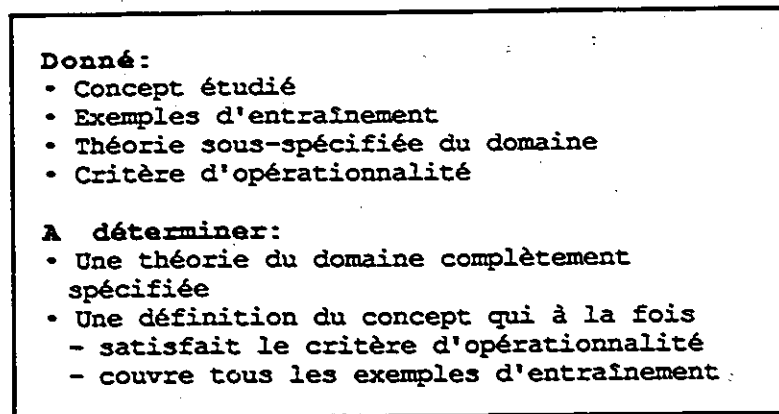 Donné:
• Concept étudié
• Exemples d'entraînement
• Théorie sous-spécifiée du domaine
• Critère d'opérationnalité
A déterminer:
• Une théorie du domaine complètement
spécifiée
• Une définition du concept qui à la fois
- satisfait le critère d'opérationnalité
- couvre tous les exemples d'entraînement